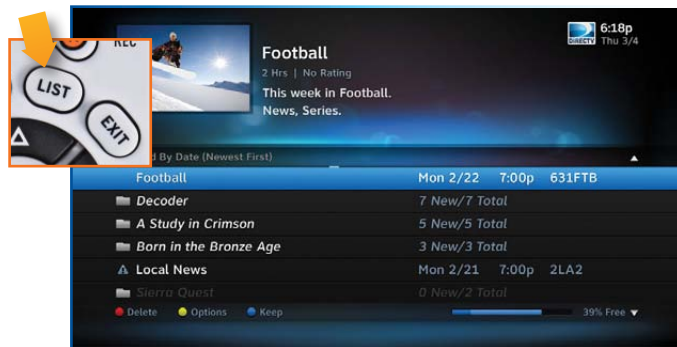 REC
LIST
EXIT
Football
2 Hrs | No Rating
This week in Football.
News, Series.
DIRECTV
6:18p
Thu 3/4
By Date (Newest First)
Football Mon 2/22 7:00p 631FTB
Decoder 7 New/7 Total
A Study in Crimson 5 New/5 Total
Born in the Bronze Age 3 New/3 Total
Local News Mon 2/21 7:00p 2LA2
Sierra Quest 0 New/2 Total
Delete Options Keep 39% Free